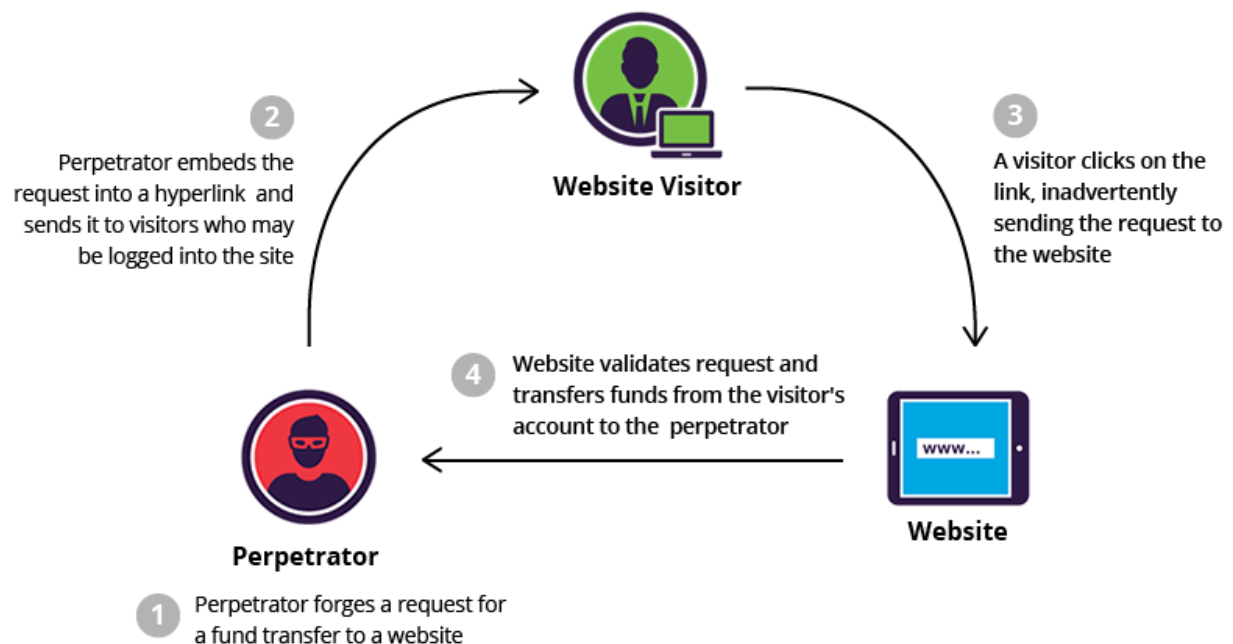 2
Perpetrator embeds the
request into a hyperlink and
sends it to visitors who may
be logged into the site
Website Visitor
3
A visitor clicks on the
link, inadvertently
sending the request to
the website
4
Website validates request and
transfers funds from the visitor's
account to the perpetrator
www...
Website
Perpetrator
1
Perpetrator forges a request for
a fund transfer to a website